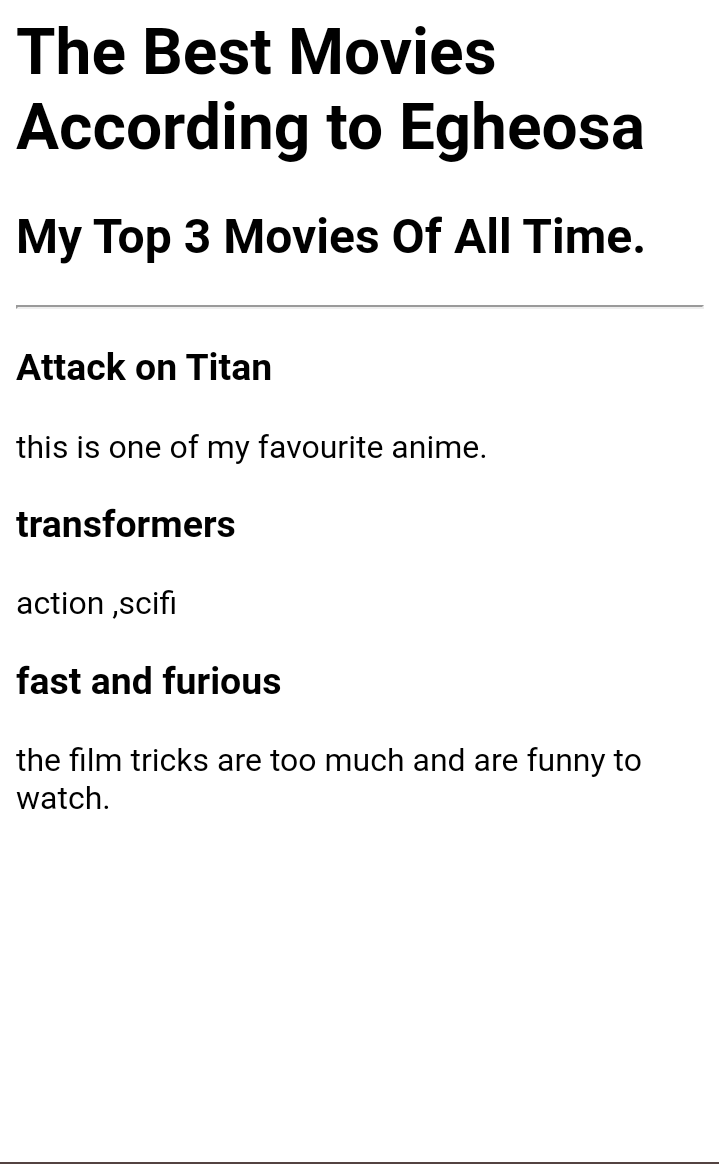 The Best Movies
According to Egheosa
My Top 3 Movies Of All Time.
Attack on Titan
this is one of my favourite anime.
transformers
action ,scifi
fast and furious
the film tricks are too much and are funny to
watch.